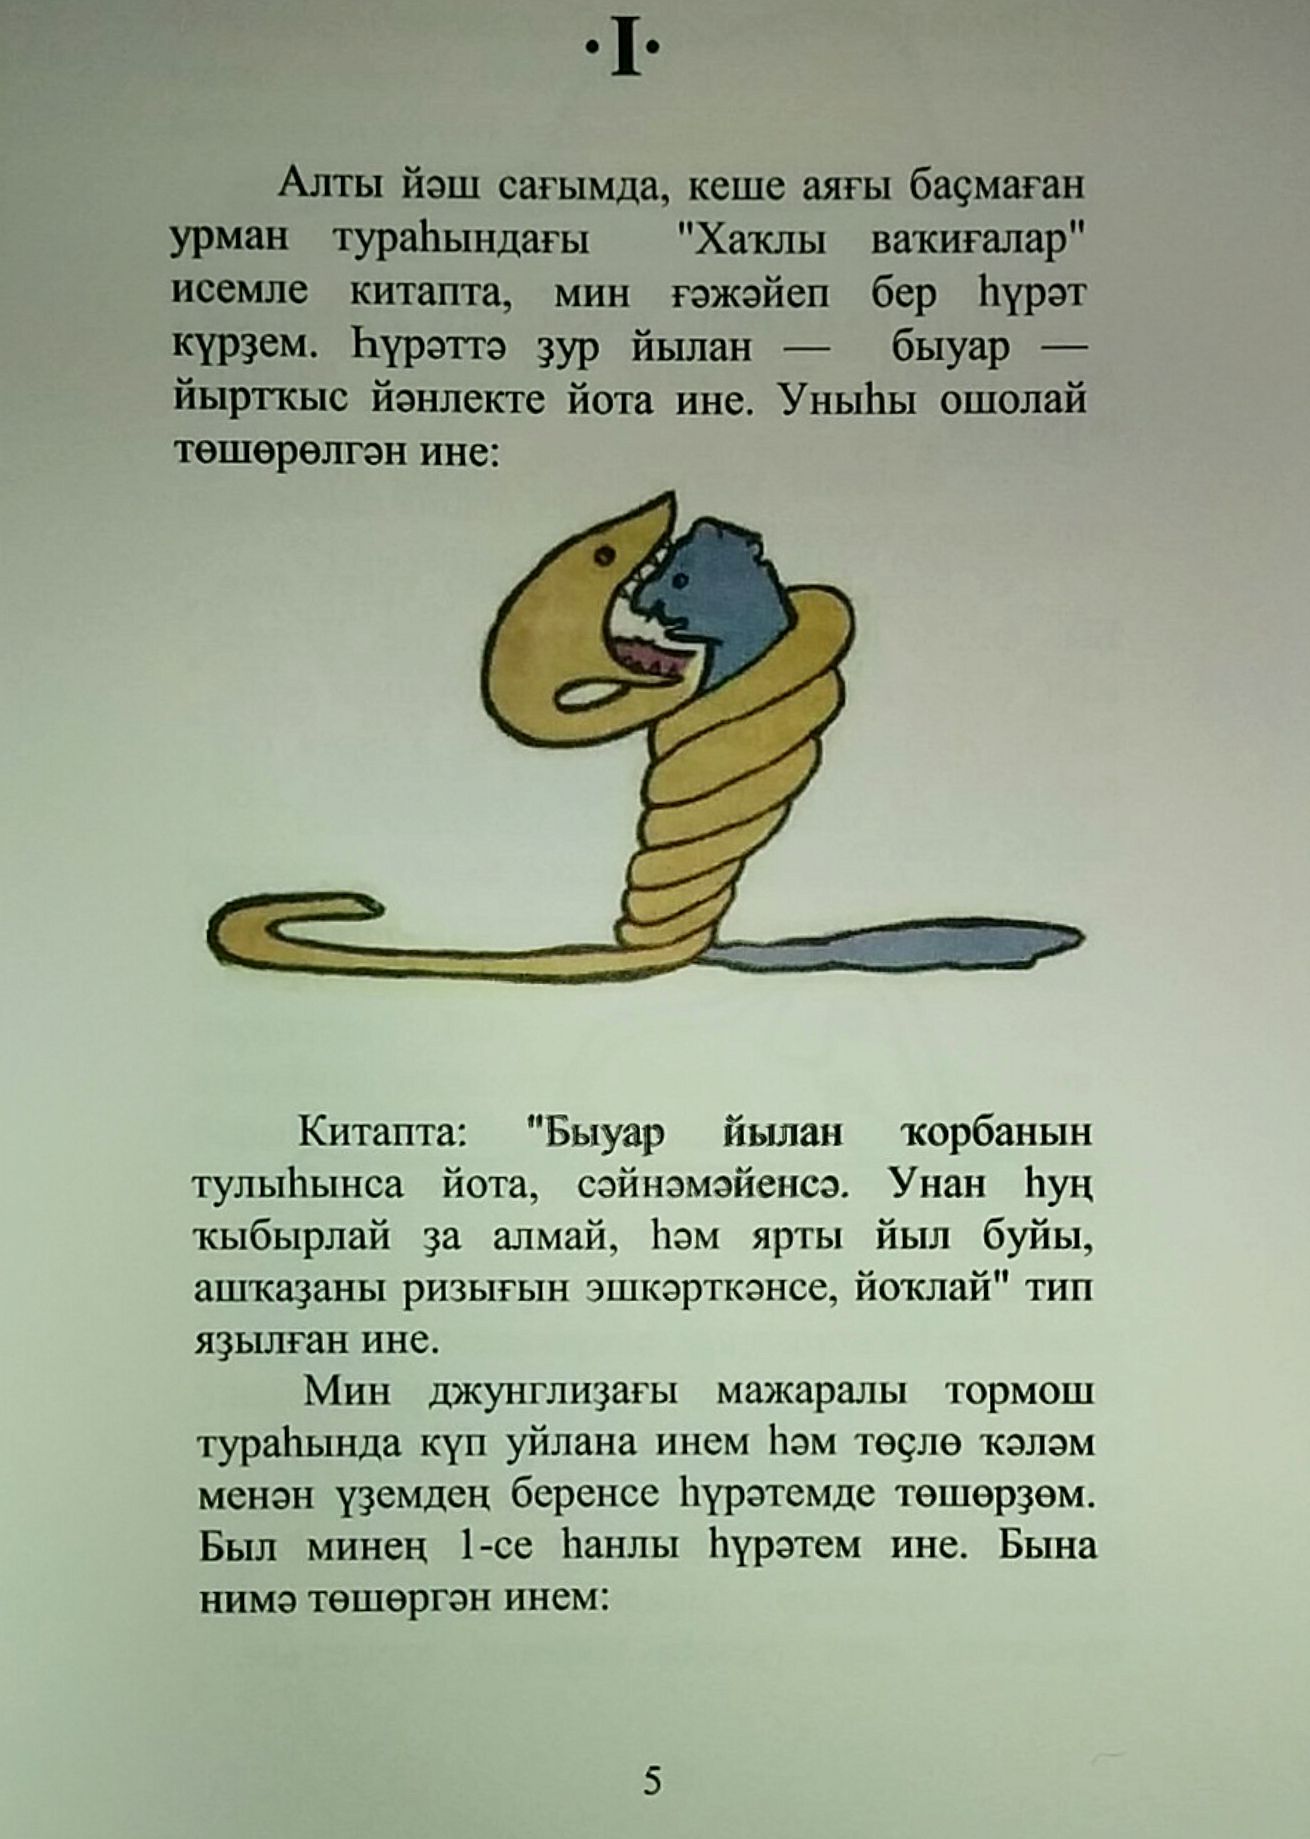 ·I·
Алты йәш сағымда, кеше аяғы баҫмаған
урман тураһындағы "Хаҡлы ваҡиғалар"
исемле китапта, мин ғәжәйеп бер һүрәт
күрҙем. Һүрәттә ҙур йылан — быуар —
йыртҡыс йәнлекте йота ине. Уныһы ошолай
төшөрөлгән ине:
Китапта: "Быуар йылан ҡорбанын
тулыһынса йота, сәйнәмәйенсә. Унан һуң
ҡыбырлай ҙа алмай, һәм ярты йыл буйы,
ашҡаҙаны ризығын эшкәрткәнсе, йоҡлай" тип
яҙылған ине.
Мин джунглиҙағы мажаралы тормош
тураһында күп уйлана инем һәм төҫлө ҡәләм
менән үҙемдең беренсе һүрәтемде төшөрҙөм.
Был минең 1-се һанлы һүрәтем ине. Бына
нимә төшөргән инем:
5